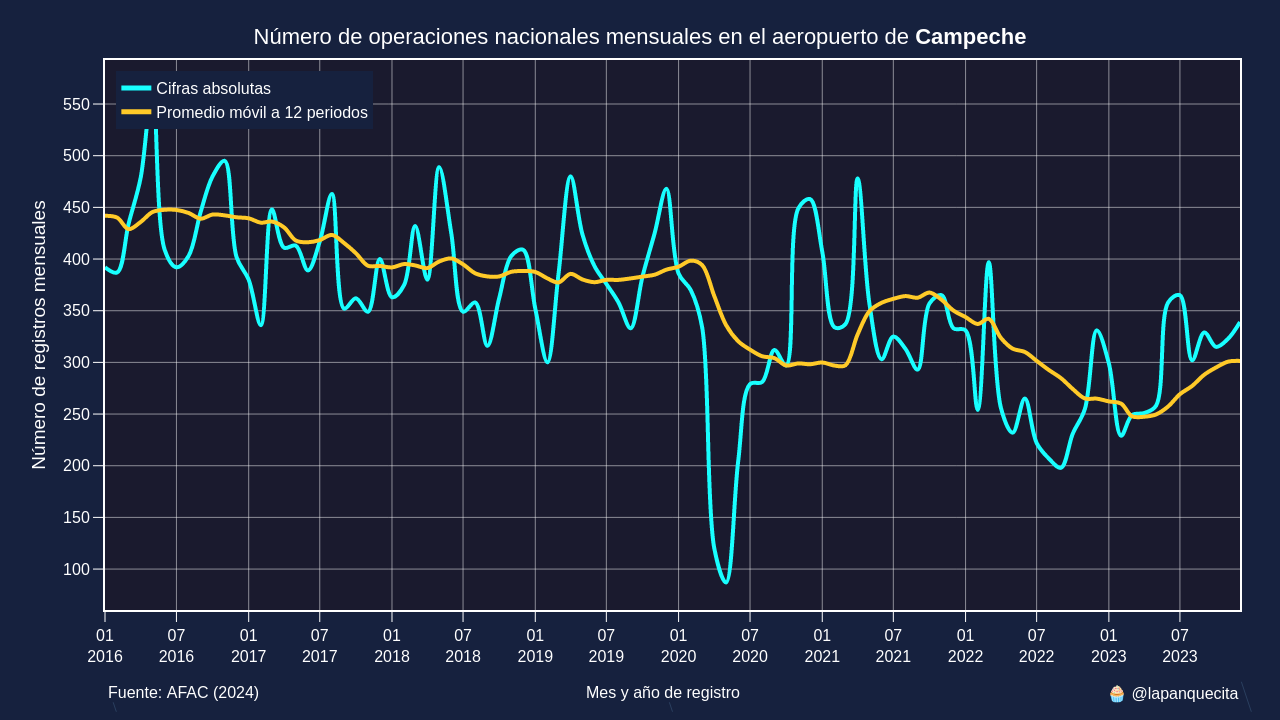 Número de operaciones nacionales mensuales en el aeropuerto de Campeche
Cifras absolutas
Promedio móvil a 12 periodos
Número de registros mensuales
550
500
450
400
350
300
250
200
150
100
01 07 01 07 01 07 01 07 01 07 01 07 01 07 01 07
2016 2016 2017 2017 2018 2018 2019 2019 2020 2020 2021 2021 2022 2022 2023 2023
Fuente: AFAC (2024) Mes y año de registro 🧁 @lapanquecita